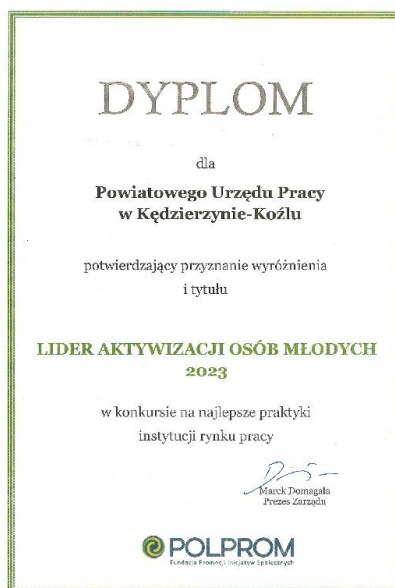 DYPLOM
dla
Powiatowego Urzędu Pracy
w Kędzierzynie-Koźlu
potwierdzający przyznanie wyróżnienia
i tytułu
LIDER AKTYWIZACJI OSÓB MŁODYCH
2023
w konkursie na najlepsze praktyki
instytucji rynku pracy
Marek Domagała
Prezes Zarządu
POLPROM
Fundacja Promocji Inicjatyw Społecznych